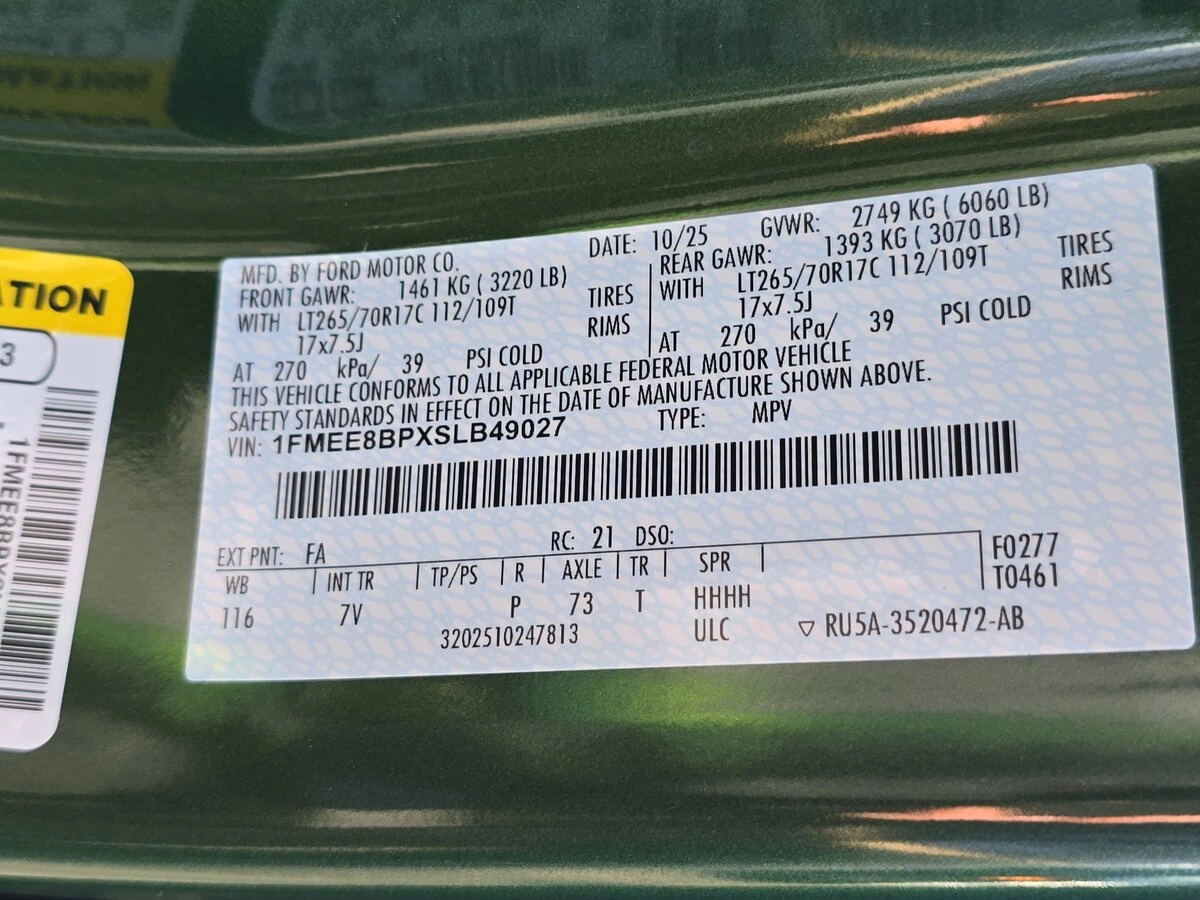 MFD. BY FORD MOTOR CO. DATE: 10/25 GVWR: 2749 KG ( 6060 LB)
FRONT GAWR: 1461 KG ( 3220 LB) REAR GAWR: 1393 KG ( 3070 LB)
WITH LT265/70R17C 112/109T TIRES WITH LT265/70R17C 112/109T TIRES
17x7.5J RIMS 17x7.5J RIMS
AT 270 kPa/ 39 PSI COLD AT 270 kPa/ 39 PSI COLD
THIS VEHICLE CONFORMS TO ALL APPLICABLE FEDERAL MOTOR VEHICLE
SAFETY STANDARDS IN EFFECT ON THE DATE OF MANUFACTURE SHOWN ABOVE.
VIN: 1FMEE8BPXSLB49027 TYPE: MPV
EXT PNT: FA RC: 21 DSO:
WB INT TR TP/PS R AXLE TR SPR F0277
116 7V P 73 T HHHH T0461
3202510247813 ULC ▽ RU5A-3520472-AB
3